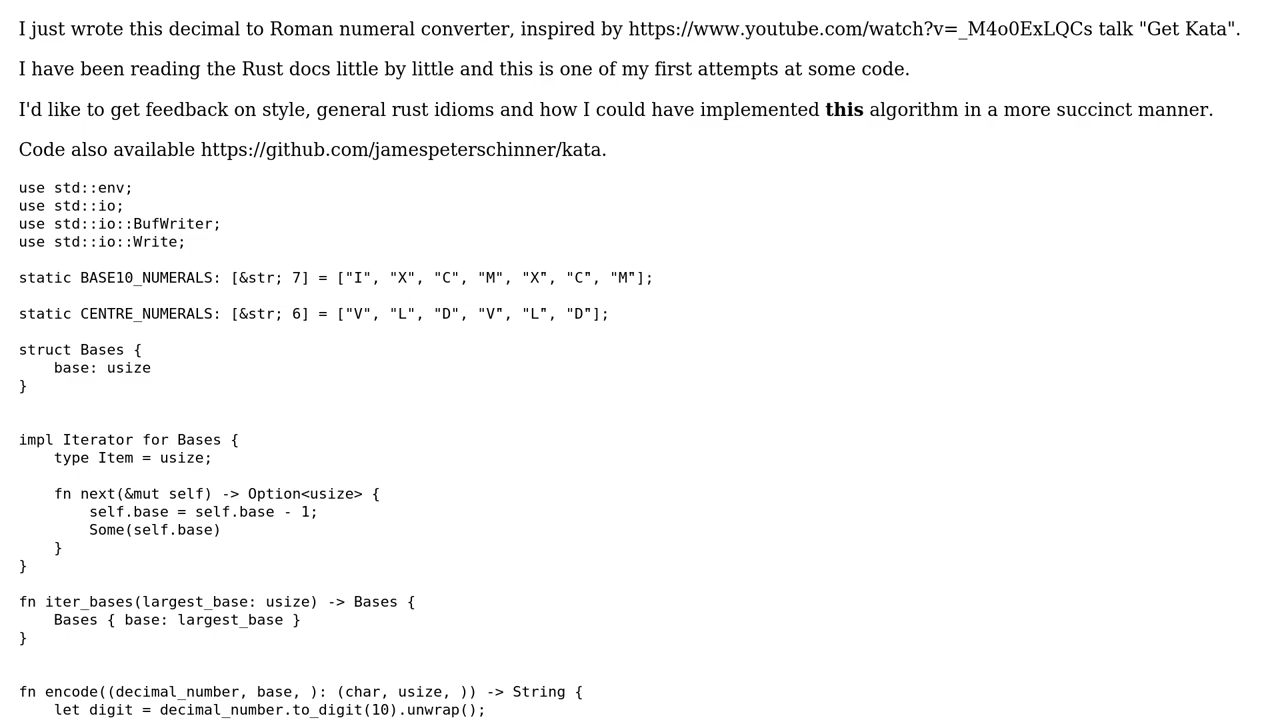 I just wrote this decimal to Roman numeral converter, inspired by https://www.youtube.com/watch?v=_M4o0ExLQCs talk "Get Kata".
I have been reading the Rust docs little by little and this is one of my first attempts at some code.
I'd like to get feedback on style, general rust idioms and how I could have implemented this algorithm in a more succinct manner.
Code also available https://github.com/jamespeterschinner/kata.
use std::env;
use std::io;
use std::io::BufWriter;
use std::io::Write;
static BASE10_NUMERALS: [&str; 7] = ["I", "X", "C", "M", "X̅", "C̅", "M̅"];
static CENTRE_NUMERALS: [&str; 6] = ["V", "L", "D", "V̅", "L̅", "D̅"];
struct Bases {
    base: usize
}
impl Iterator for Bases {
    type Item = usize;
    fn next(&mut self) -> Option<usize> {
        self.base = self.base - 1;
        Some(self.base)
    }
}
fn iter_bases(largest_base: usize) -> Bases {
    Bases { base: largest_base }
}
fn encode((decimal_number, base, ): (char, usize, )) -> String {
    let digit = decimal_number.to_digit(10).unwrap();